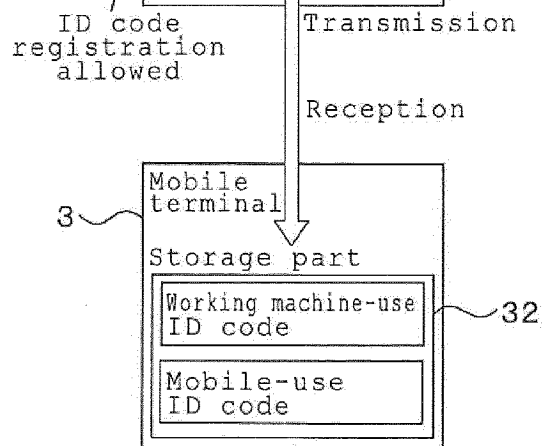 ID code
registration
allowed
Transmission
Reception
Mobile
terminal
3
Storage part
Working machine-use
ID code
32
Mobile-use
ID code